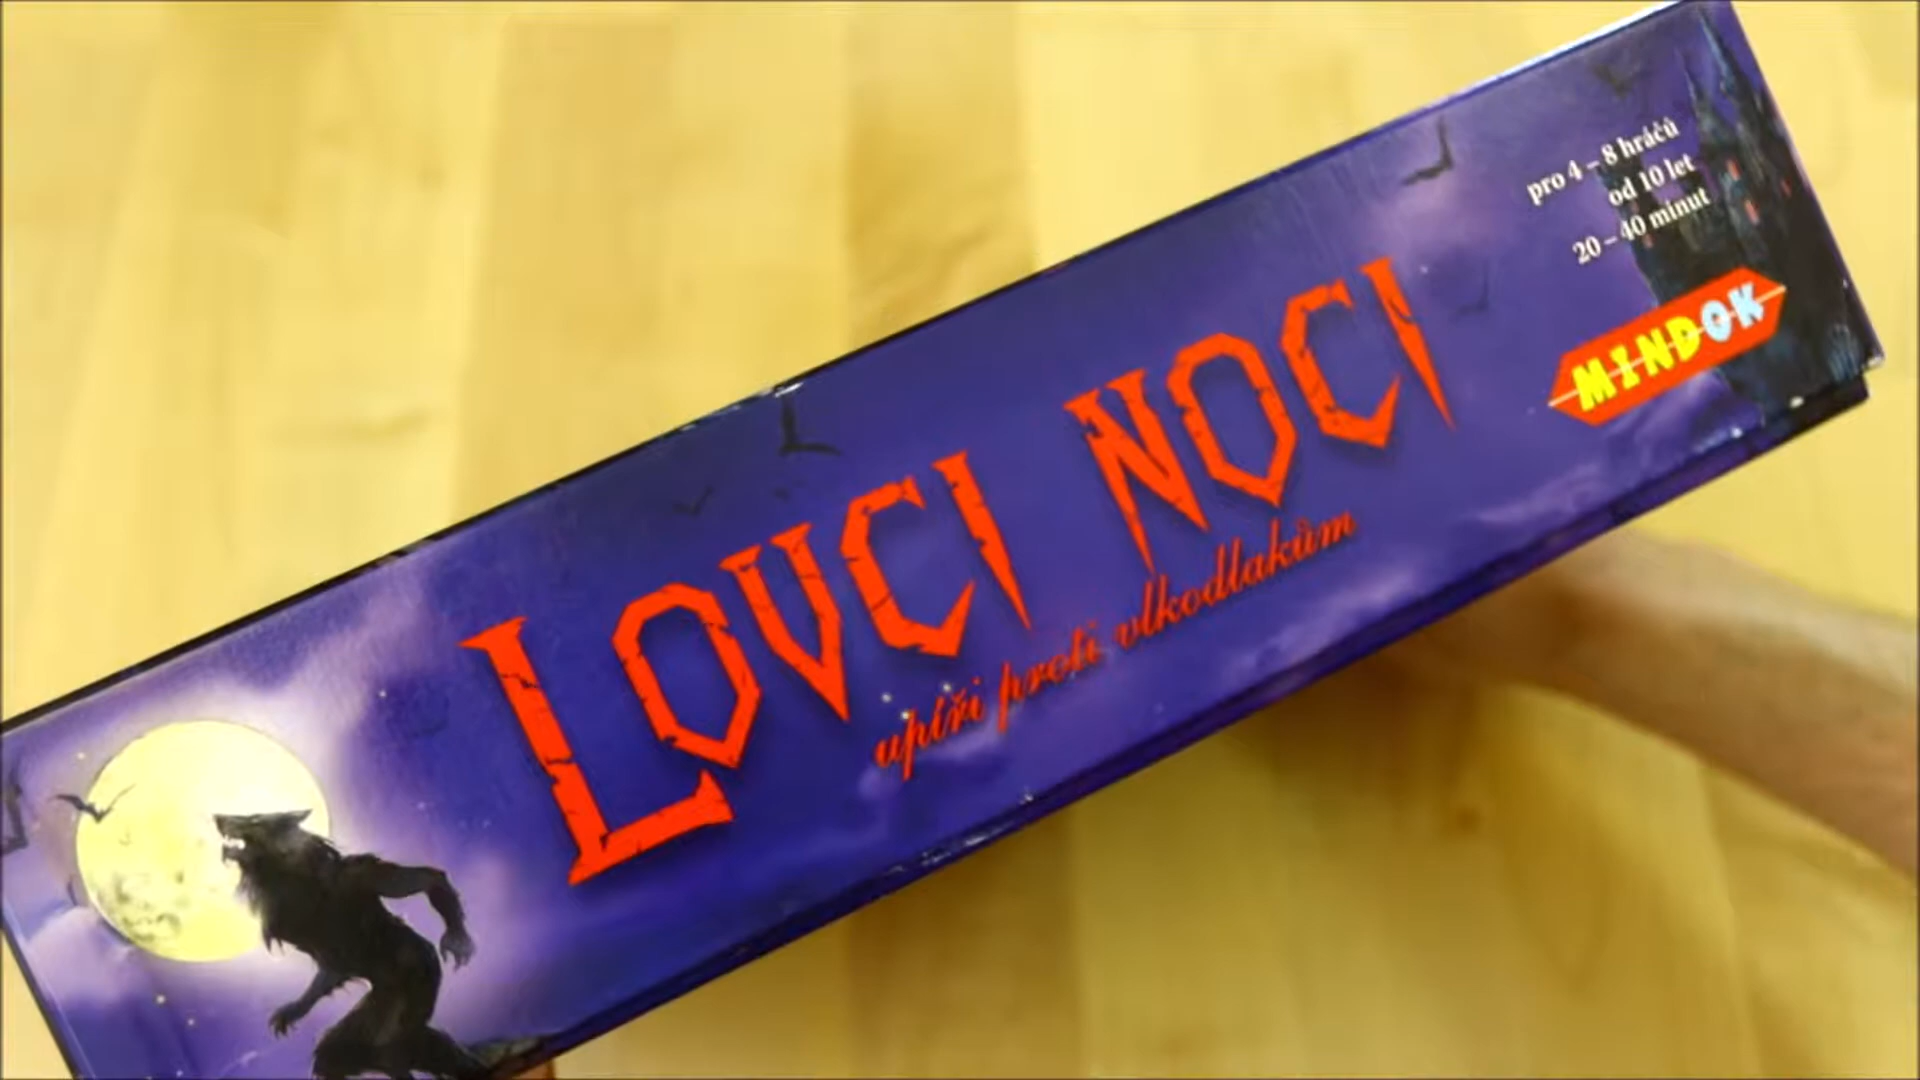 pro 4 – 8 hráčů
od 10 let
20 – 40 minut
MINDOK
LOVCI NOCI
upíři proti vlkodlakům